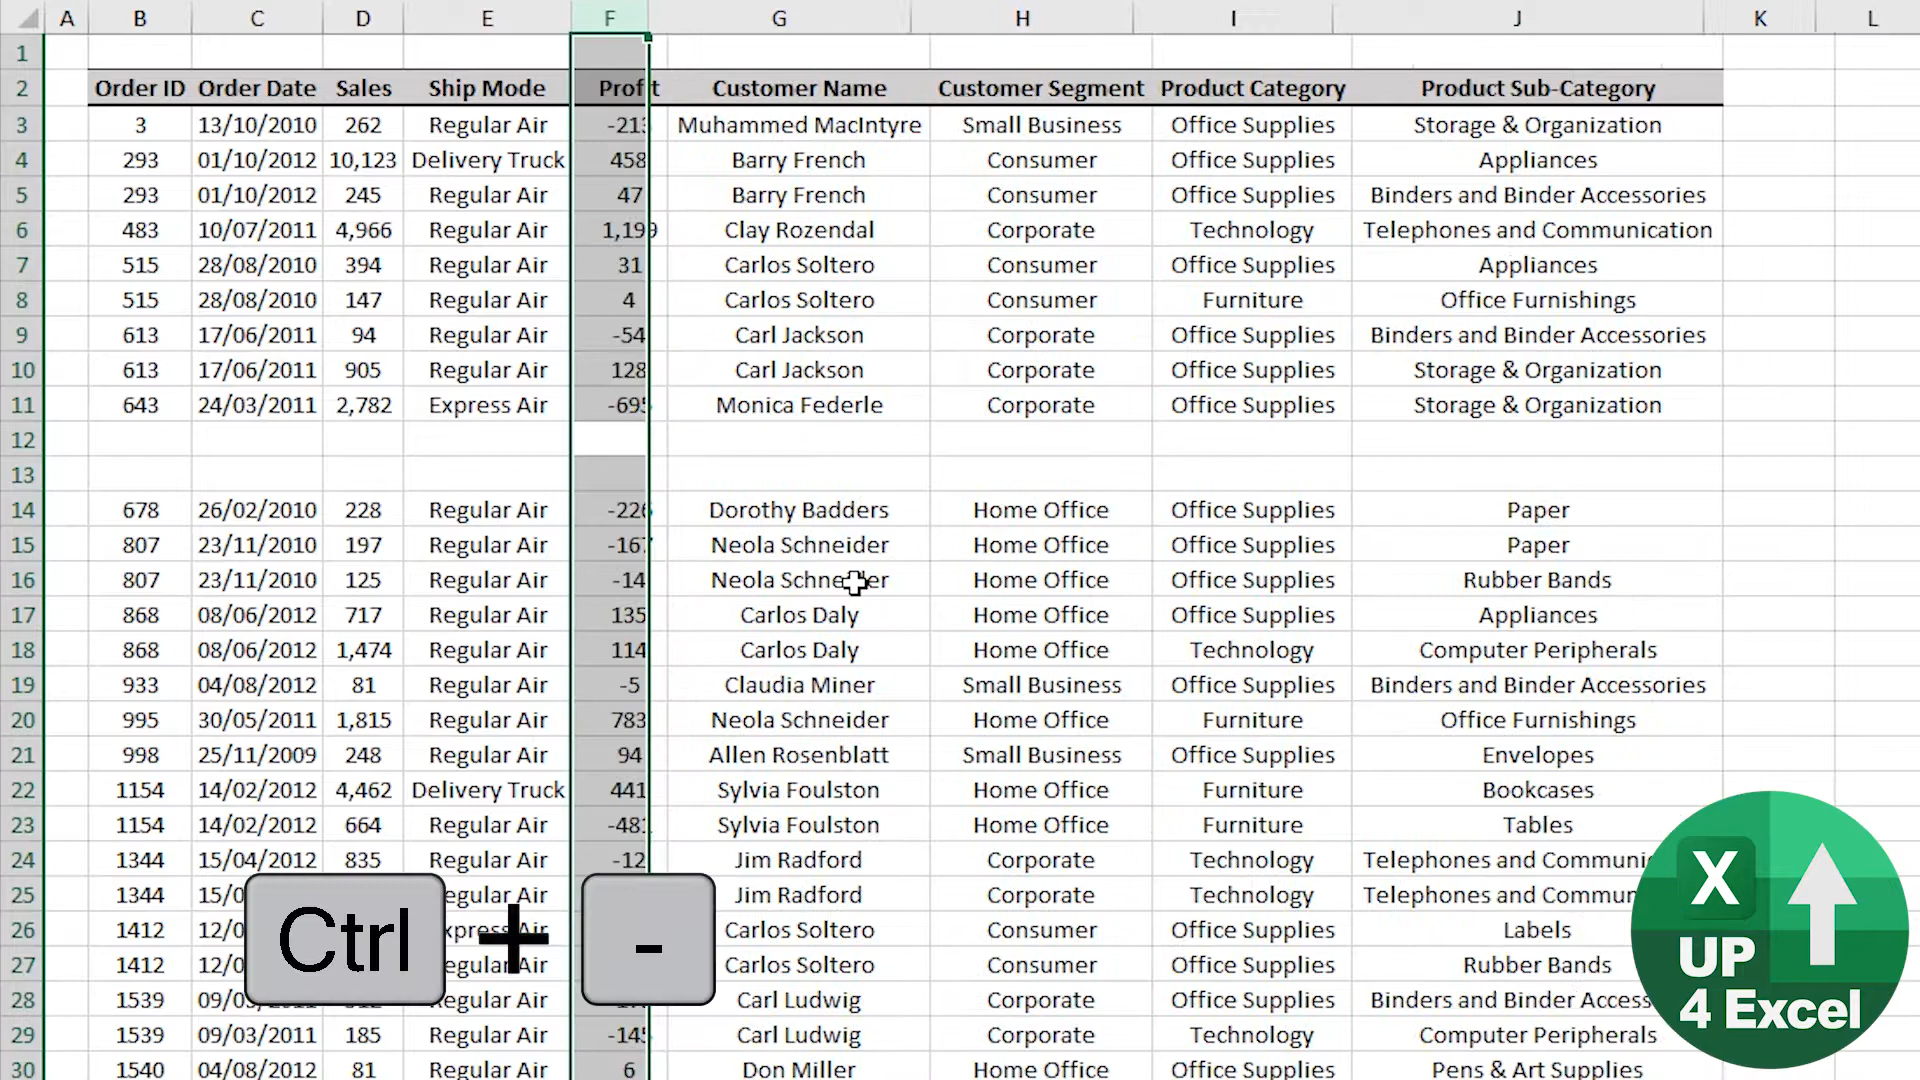 A B C D E F G H I J K L
1
2 Order ID Order Date Sales Ship Mode Profit Customer Name Customer Segment Product Category Product Sub-Category
3 3 13/10/2010 262 Regular Air -213 Muhammed MacIntyre Small Business Office Supplies Storage & Organization
4 293 01/10/2012 10,123 Delivery Truck 458 Barry French Consumer Office Supplies Appliances
5 293 01/10/2012 245 Regular Air 47 Barry French Consumer Office Supplies Binders and Binder Accessories
6 483 10/07/2011 4,966 Regular Air 1,199 Clay Rozendal Corporate Technology Telephones and Communication
7 515 28/08/2010 394 Regular Air 31 Carlos Soltero Consumer Office Supplies Appliances
8 515 28/08/2010 147 Regular Air 4 Carlos Soltero Consumer Furniture Office Furnishings
9 613 17/06/2011 94 Regular Air -54 Carl Jackson Corporate Office Supplies Binders and Binder Accessories
10 613 17/06/2011 905 Regular Air 128 Carl Jackson Corporate Office Supplies Storage & Organization
11 643 24/03/2011 2,782 Express Air -695 Monica Federle Corporate Office Supplies Storage & Organization
12
13
14 678 26/02/2010 228 Regular Air -226 Dorothy Badders Home Office Office Supplies Paper
15 807 23/11/2010 197 Regular Air -167 Neola Schneider Home Office Office Supplies Paper
16 807 23/11/2010 125 Regular Air -14 Neola Schneider Home Office Office Supplies Rubber Bands
17 868 08/06/2012 717 Regular Air 135 Carlos Daly Home Office Office Supplies Appliances
18 868 08/06/2012 1,474 Regular Air 114 Carlos Daly Home Office Technology Computer Peripherals
19 933 04/08/2012 81 Regular Air -5 Claudia Miner Small Business Office Supplies Binders and Binder Accessories
20 995 30/05/2011 1,815 Regular Air 783 Neola Schneider Home Office Furniture Office Furnishings
21 998 25/11/2009 248 Regular Air 94 Allen Rosenblatt Small Business Office Supplies Envelopes
22 1154 14/02/2012 4,462 Delivery Truck 441 Sylvia Foulston Home Office Furniture Bookcases
23 1154 14/02/2012 664 Regular Air -481 Sylvia Foulston Home Office Furniture Tables
24 1344 15/04/2012 835 Regular Air -12 Jim Radford Corporate Technology Telephones and Communi
25 1344 15/0 egular Air Jim Radford Corporate Technology Telephones and Commun
26 1412 12/0 xpress Air Carlos Soltero Consumer Office Supplies Labels
27 1412 12/0 egular Air Carlos Soltero Consumer Office Supplies Rubber Bands
28 1539 09/03 egular Air Carl Ludwig Corporate Office Supplies Binders and Binder Access
29 1539 09/03/2011 185 Regular Air -145 Carl Ludwig Corporate Technology Computer Peripherals
30 1540 04/08/2012 81 Regular Air 6 Don Miller Home Office Office Supplies Pens & Art Supplies
Ctrl + -
X
UP
4 Excel